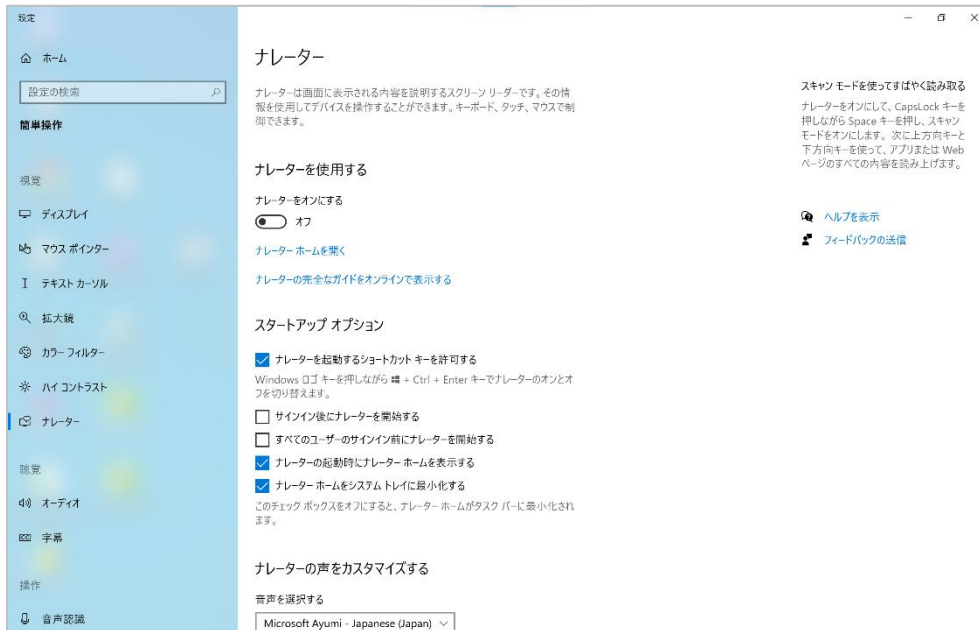 設定
ホーム
設定の検索
簡単操作
視覚
ディスプレイ
マウス ポインター
テキスト カーソル
拡大鏡
カラー フィルター
ハイ コントラスト
ナレーター
聴覚
オーディオ
字幕
操作
音声認識
ナレーター
ナレーターは画面に表示される内容を説明するスクリーン リーダーです。その情
報を使用してデバイスを操作することができます。キーボード、タッチ、マウスで制
御できます。
ナレーターを使用する
ナレーターをオンにする
オフ
ナレーター ホームを開く
ナレーターの完全なガイドをオンラインで表示する
スタートアップ オプション
ナレーターを起動するショートカット キーを許可する
Windows ロゴ キーを押しながら + Ctrl + Enter キーでナレーターのオンとオ
フを切り替えます。
サインイン後にナレーターを開始する
すべてのユーザーのサインイン前にナレーターを開始する
ナレーターの起動時にナレーター ホームを表示する
ナレーター ホームをシステム トレイに最小化する
このチェック ボックスをオフにすると、ナレーター ホームがタスク バーに最小化され
ます。
ナレーターの声をカスタマイズする
音声を選択する
Microsoft Ayumi - Japanese (Japan)
スキャン モードを使ってすばやく読み取る
ナレーターをオンにして、CapsLock キーを
押しながら Space キーを押し、スキャン
モードをオンにします。次に上方向キーと
下方向キーを使って、アプリまたは Web
ページのすべての内容を読み上げます。
ヘルプを表示
フィードバックの送信